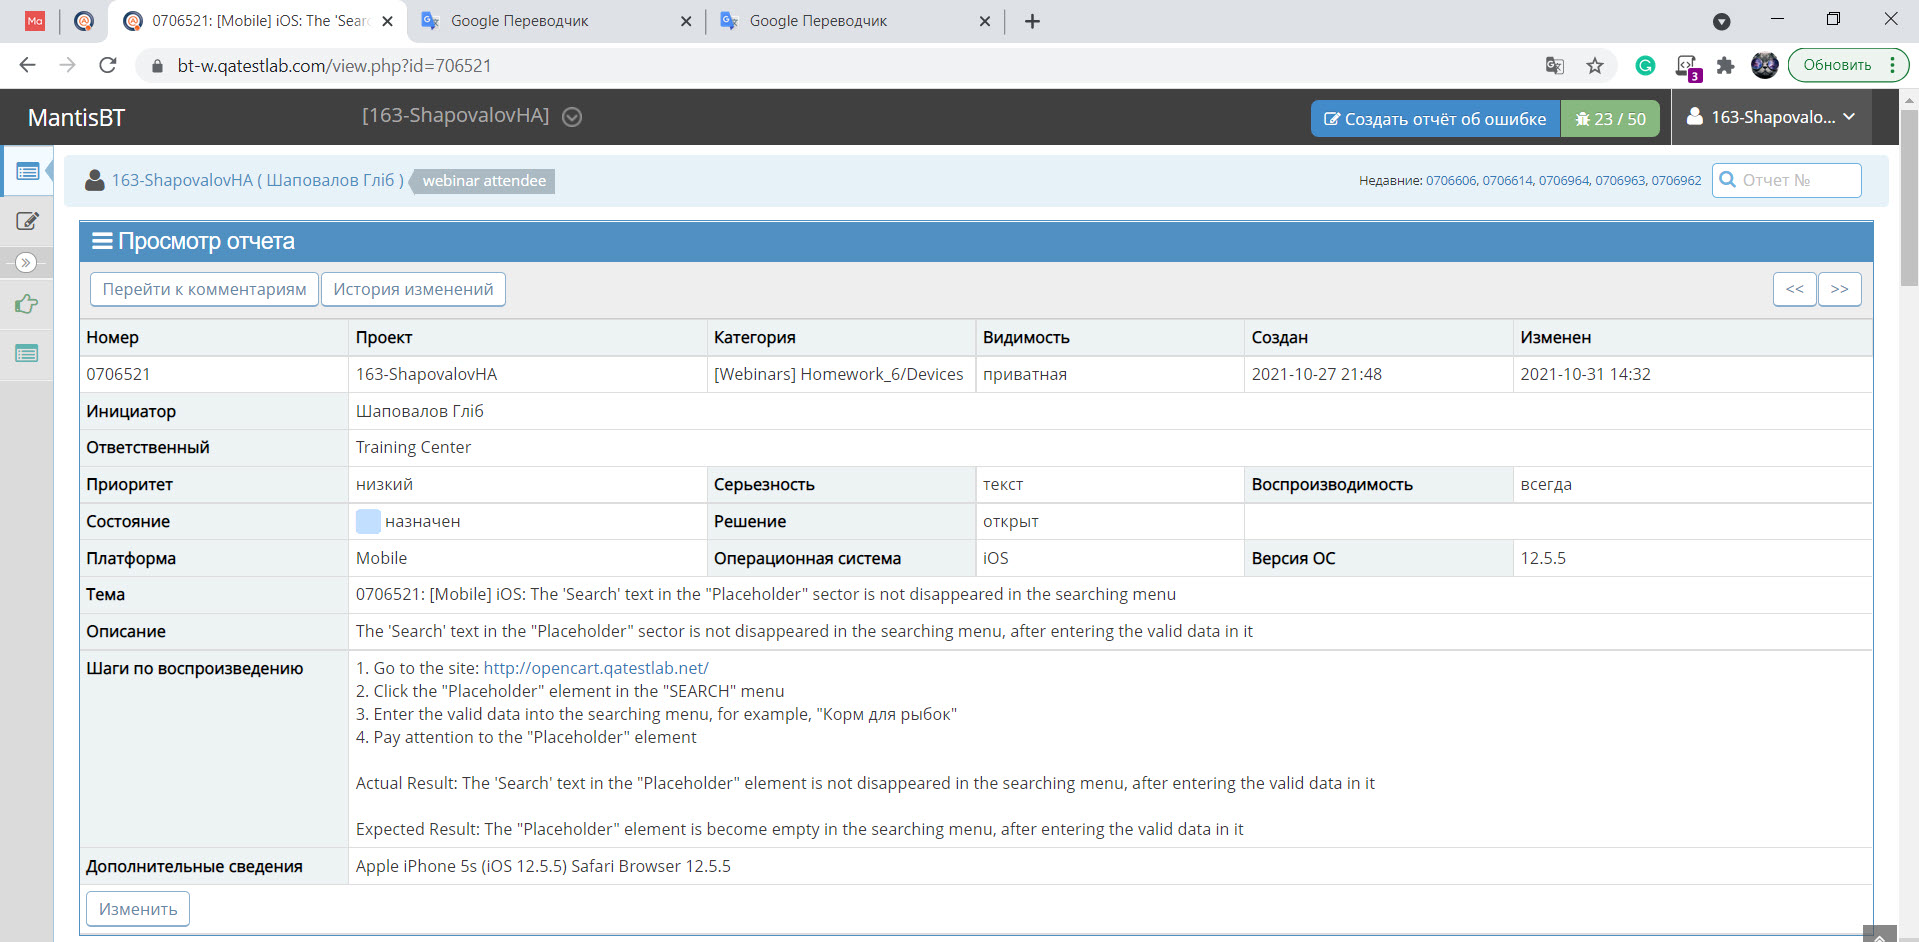 Ma
0706521: [Mobile] iOS: The 'Sear
Google Переводчик
Google Переводчик
bt-w.qatestlab.com/view.php?id=706521
3
Обновить
MantisBT
[163-ShapovalovHA]
Создать отчёт об ошибке
23 / 50
163-Shapovalo...
163-ShapovalovHA ( Шаповалов Гліб )
webinar attendee
Недавние: 0706606, 0706614, 0706964, 0706963, 0706962
Отчет №
Просмотр отчета
Перейти к комментариям
История изменений
<<
>>
Номер Проект Категория Видимость Создан Изменен
0706521 163-ShapovalovHA [Webinars] Homework_6/Devices приватная 2021-10-27 21:48 2021-10-31 14:32
Инициатор Шаповалов Гліб
Ответственный Training Center
Приоритет низкий Серьезность текст Воспроизводимость всегда
Состояние назначен Решение открыт
Платформа Mobile Операционная система iOS Версия ОС 12.5.5
Тема 0706521: [Mobile] iOS: The 'Search' text in the "Placeholder" sector is not disappeared in the searching menu
Описание The 'Search' text in the "Placeholder" sector is not disappeared in the searching menu, after entering the valid data in it
Шаги по воспроизведению 1. Go to the site: http://opencart.qatestlab.net/
2. Click the "Placeholder" element in the "SEARCH" menu
3. Enter the valid data into the searching menu, for example, "Корм для рыбок"
4. Pay attention to the "Placeholder" element
Actual Result: The 'Search' text in the "Placeholder" element is not disappeared in the searching menu, after entering the valid data in it
Expected Result: The "Placeholder" element is become empty in the searching menu, after entering the valid data in it
Дополнительные сведения Apple iPhone 5s (iOS 12.5.5) Safari Browser 12.5.5
Изменить